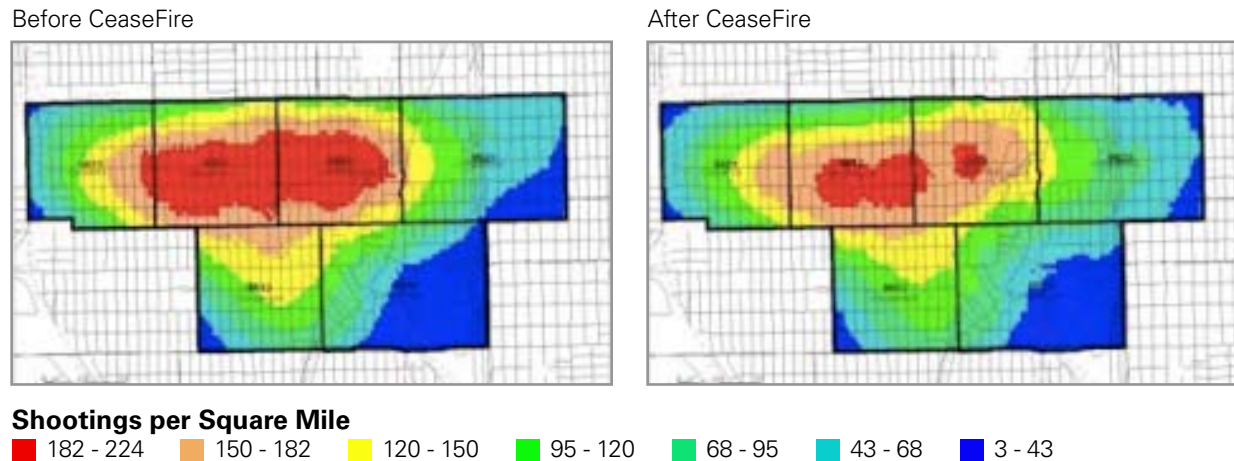 Before CeaseFire
After CeaseFire
Shootings per Square Mile
182 - 224
150 - 182
120 - 150
95 - 120
68 - 95
43 - 68
3 - 43